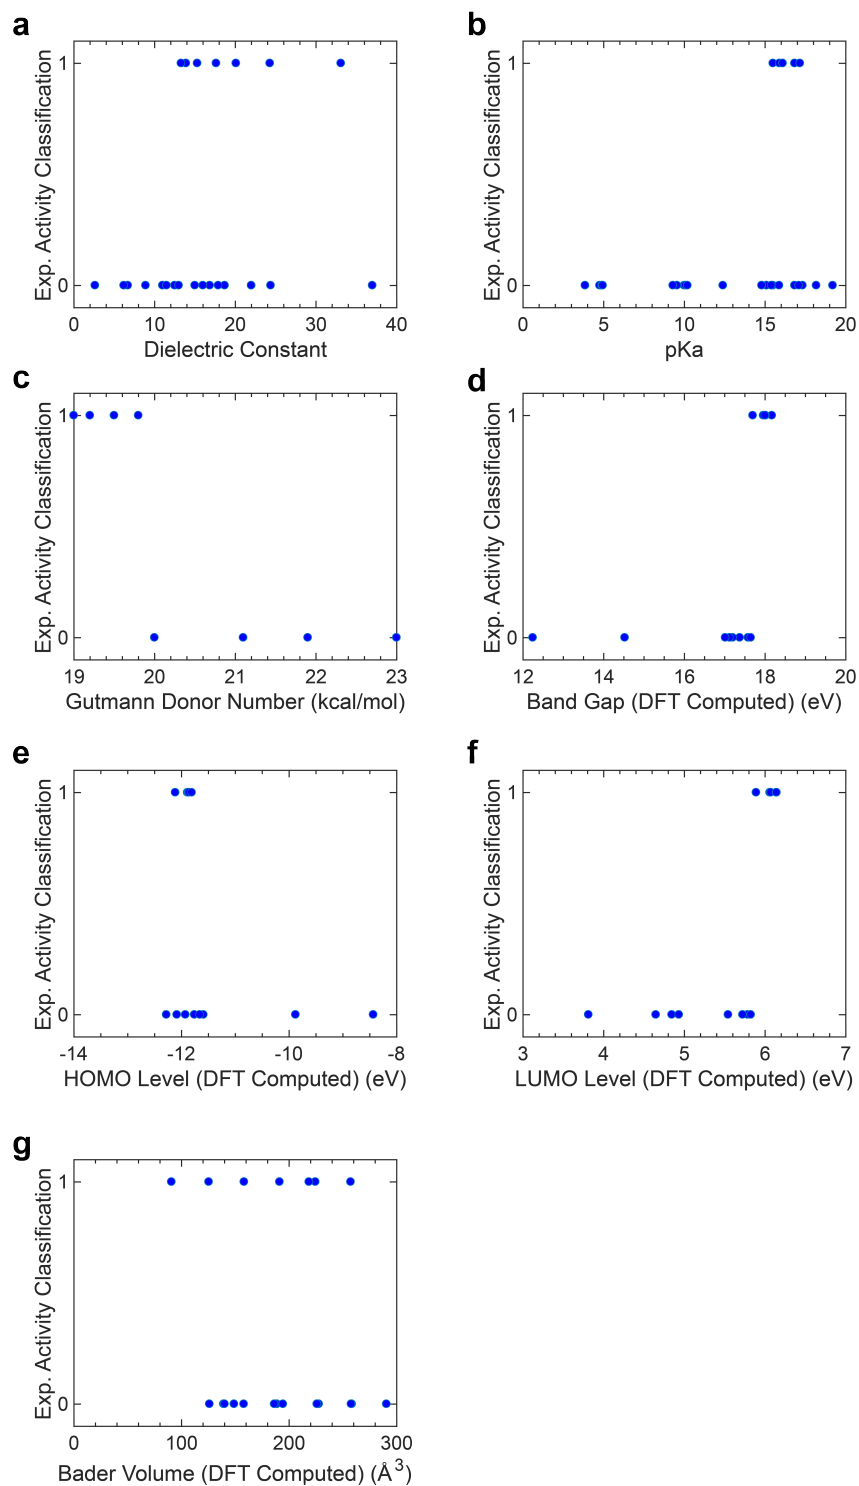 a
Exp. Activity Classification
1
0
0 10 20 30 40
Dielectric Constant
b
Exp. Activity Classification
1
0
0 5 10 15 20
pKa
c
Exp. Activity Classification
1
0
19 20 21 22 23
Gutmann Donor Number (kcal/mol)
d
Exp. Activity Classification
1
0
12 14 16 18 20
Band Gap (DFT Computed) (eV)
e
Exp. Activity Classification
1
0
-14 -12 -10 -8
HOMO Level (DFT Computed) (eV)
f
Exp. Activity Classification
1
0
3 4 5 6 7
LUMO Level (DFT Computed) (eV)
g
Exp. Activity Classification
1
0
0 100 200 300
Bader Volume (DFT Computed) (Å³)